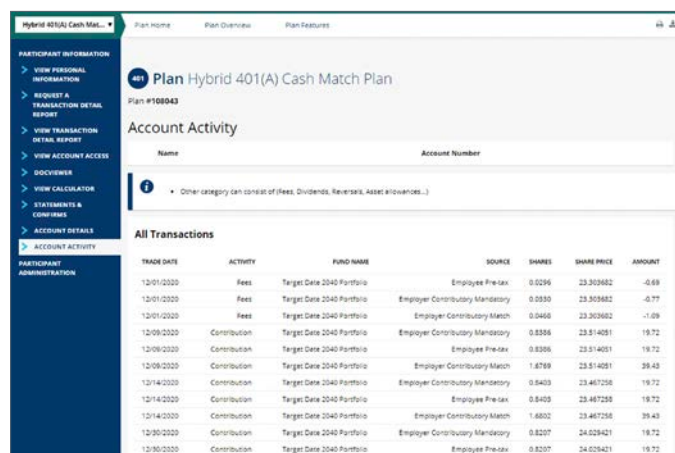 Hybrid 401(A) Cash Mat... ▼
Plan Home Plan Overview Plan Features
PARTICIPANT INFORMATION
VIEW PERSONAL
INFORMATION
REQUEST A
TRANSACTION DETAIL
REPORT
VIEW TRANSACTION
DETAIL REPORT
VIEW ACCOUNT ACCESS
DOCVIEWER
VIEW CALCULATOR
STATEMENTS &
CONFIRMS
ACCOUNT DETAILS
ACCOUNT ACTIVITY
PARTICIPANT
ADMINISTRATION
401 Plan Hybrid 401(A) Cash Match Plan
Plan #108043
Account Activity
Name Account Number
• Other category can consist of (Fees, Dividends, Reversals, Asset allowances...)
All Transactions
TRADE DATE ACTIVITY FUND NAME SOURCE SHARES SHARE PRICE AMOUNT
12/01/2020 Fees Target Date 2040 Portfolio Employee Pre-tax 0.0296 23.303682 -0.69
12/01/2020 Fees Target Date 2040 Portfolio Employer Contributory Mandatory 0.0330 23.303682 -0.77
12/01/2020 Fees Target Date 2040 Portfolio Employer Contributory Match 0.0468 23.303682 -1.09
12/09/2020 Contribution Target Date 2040 Portfolio Employer Contributory Mandatory 0.8386 23.514051 19.72
12/09/2020 Contribution Target Date 2040 Portfolio Employee Pre-tax 0.8386 23.514051 19.72
12/09/2020 Contribution Target Date 2040 Portfolio Employer Contributory Match 1.6769 23.514051 39.43
12/14/2020 Contribution Target Date 2040 Portfolio Employer Contributory Mandatory 0.8403 23.467258 19.72
12/14/2020 Contribution Target Date 2040 Portfolio Employee Pre-tax 0.8403 23.467258 19.72
12/14/2020 Contribution Target Date 2040 Portfolio Employer Contributory Match 1.6802 23.467258 39.43
12/30/2020 Contribution Target Date 2040 Portfolio Employer Contributory Mandatory 0.8207 24.029421 19.72
12/30/2020 Contribution Target Date 2040 Portfolio Employee Pre-tax 0.8207 24.029421 19.72